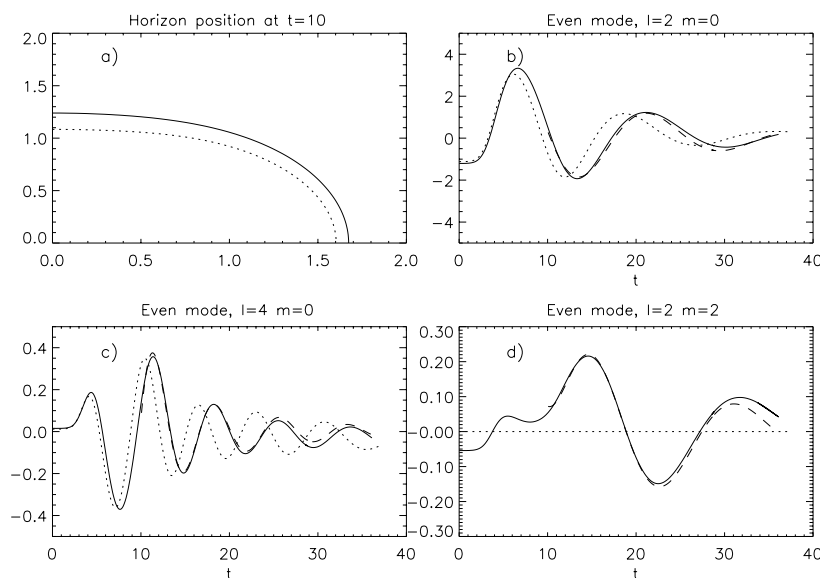 Horizon position at t=10
a)
2.0
1.5
1.0
0.5
0.0
0.0 0.5 1.0 1.5 2.0
Even mode, l=2 m=0
b)
4
2
0
−2
−4
0 10 20 30 40
t
Even mode, l=4 m=0
c)
0.4
0.2
0.0
−0.2
−0.4
0 10 20 30 40
t
Even mode, l=2 m=2
d)
0.30
0.20
0.10
−0.00
−0.10
−0.20
−0.30
0 10 20 30 40
t